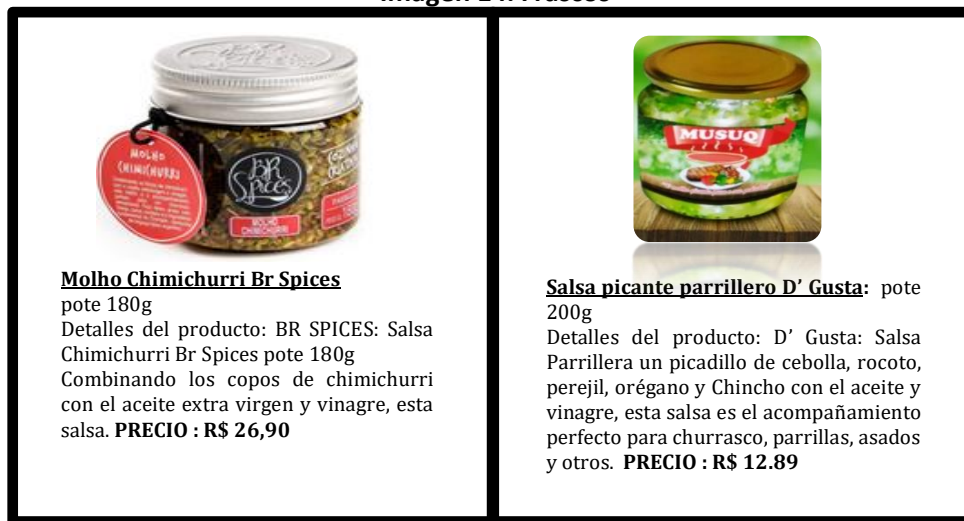 MOLHO
CHIMICHURRI
BR
Spices
MOLHO
CHIMICHURRI
MUSUQ
Molho Chimichurri Br Spices
pote 180g
Detalles del producto: BR SPICES: Salsa
Chimichurri Br Spices pote 180g
Combinando los copos de chimichurri
con el aceite extra virgen y vinagre, esta
salsa. PRECIO : R$ 26,90
Salsa picante parrillero D’ Gusta: pote
200g
Detalles del producto: D’ Gusta: Salsa
Parrillera un picadillo de cebolla, rocoto,
perejil, orégano y Chincho con el aceite y
vinagre, esta salsa es el acompañamiento
perfecto para churrasco, parrillas, asados
y otros. PRECIO : R$ 12.89